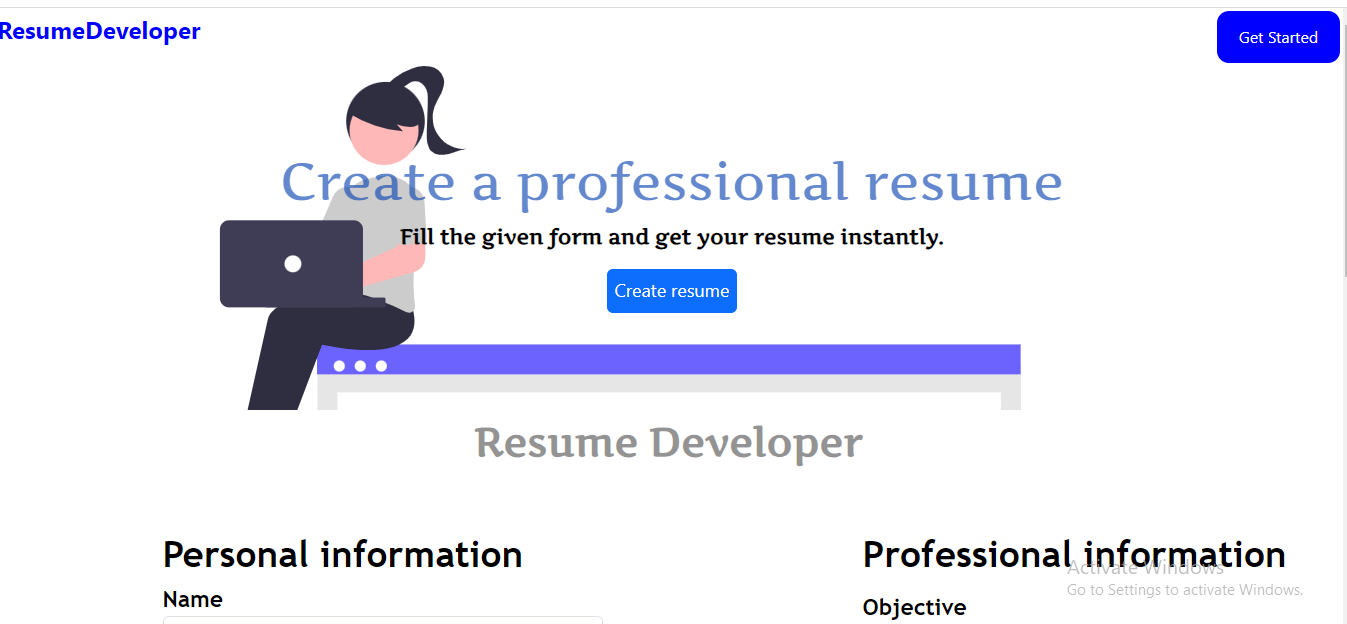 ResumeDeveloper
Get Started
Create a professional resume
Fill the given form and get your resume instantly.
Create resume
Resume Developer
Personal information
Professional information
Activate Windows
Go to Settings to activate Windows.
Name
Objective